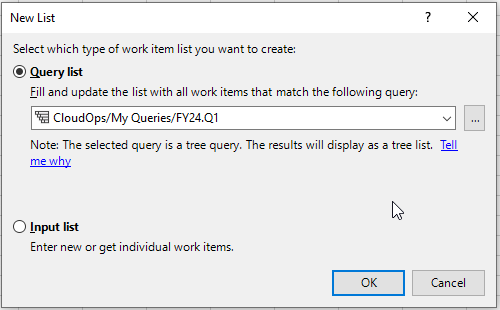 New List
?
Select which type of work item list you want to create:
Query list
Fill and update the list with all work items that match the following query:
CloudOps/My Queries/FY24.Q1
...
Note: The selected query is a tree query. The results will display as a tree list. Tell
me why
Input list
Enter new or get individual work items.
OK
Cancel